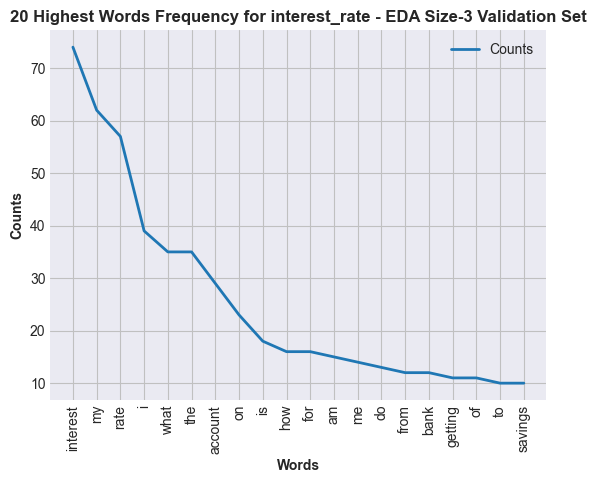 20 Highest Words Frequency for interest_rate - EDA Size-3 Validation Set
Counts
70
60
50
40
30
20
10
Counts
interest
my
rate
i
what
the
account
on
is
how
for
am
me
do
from
bank
getting
of
to
savings
Words